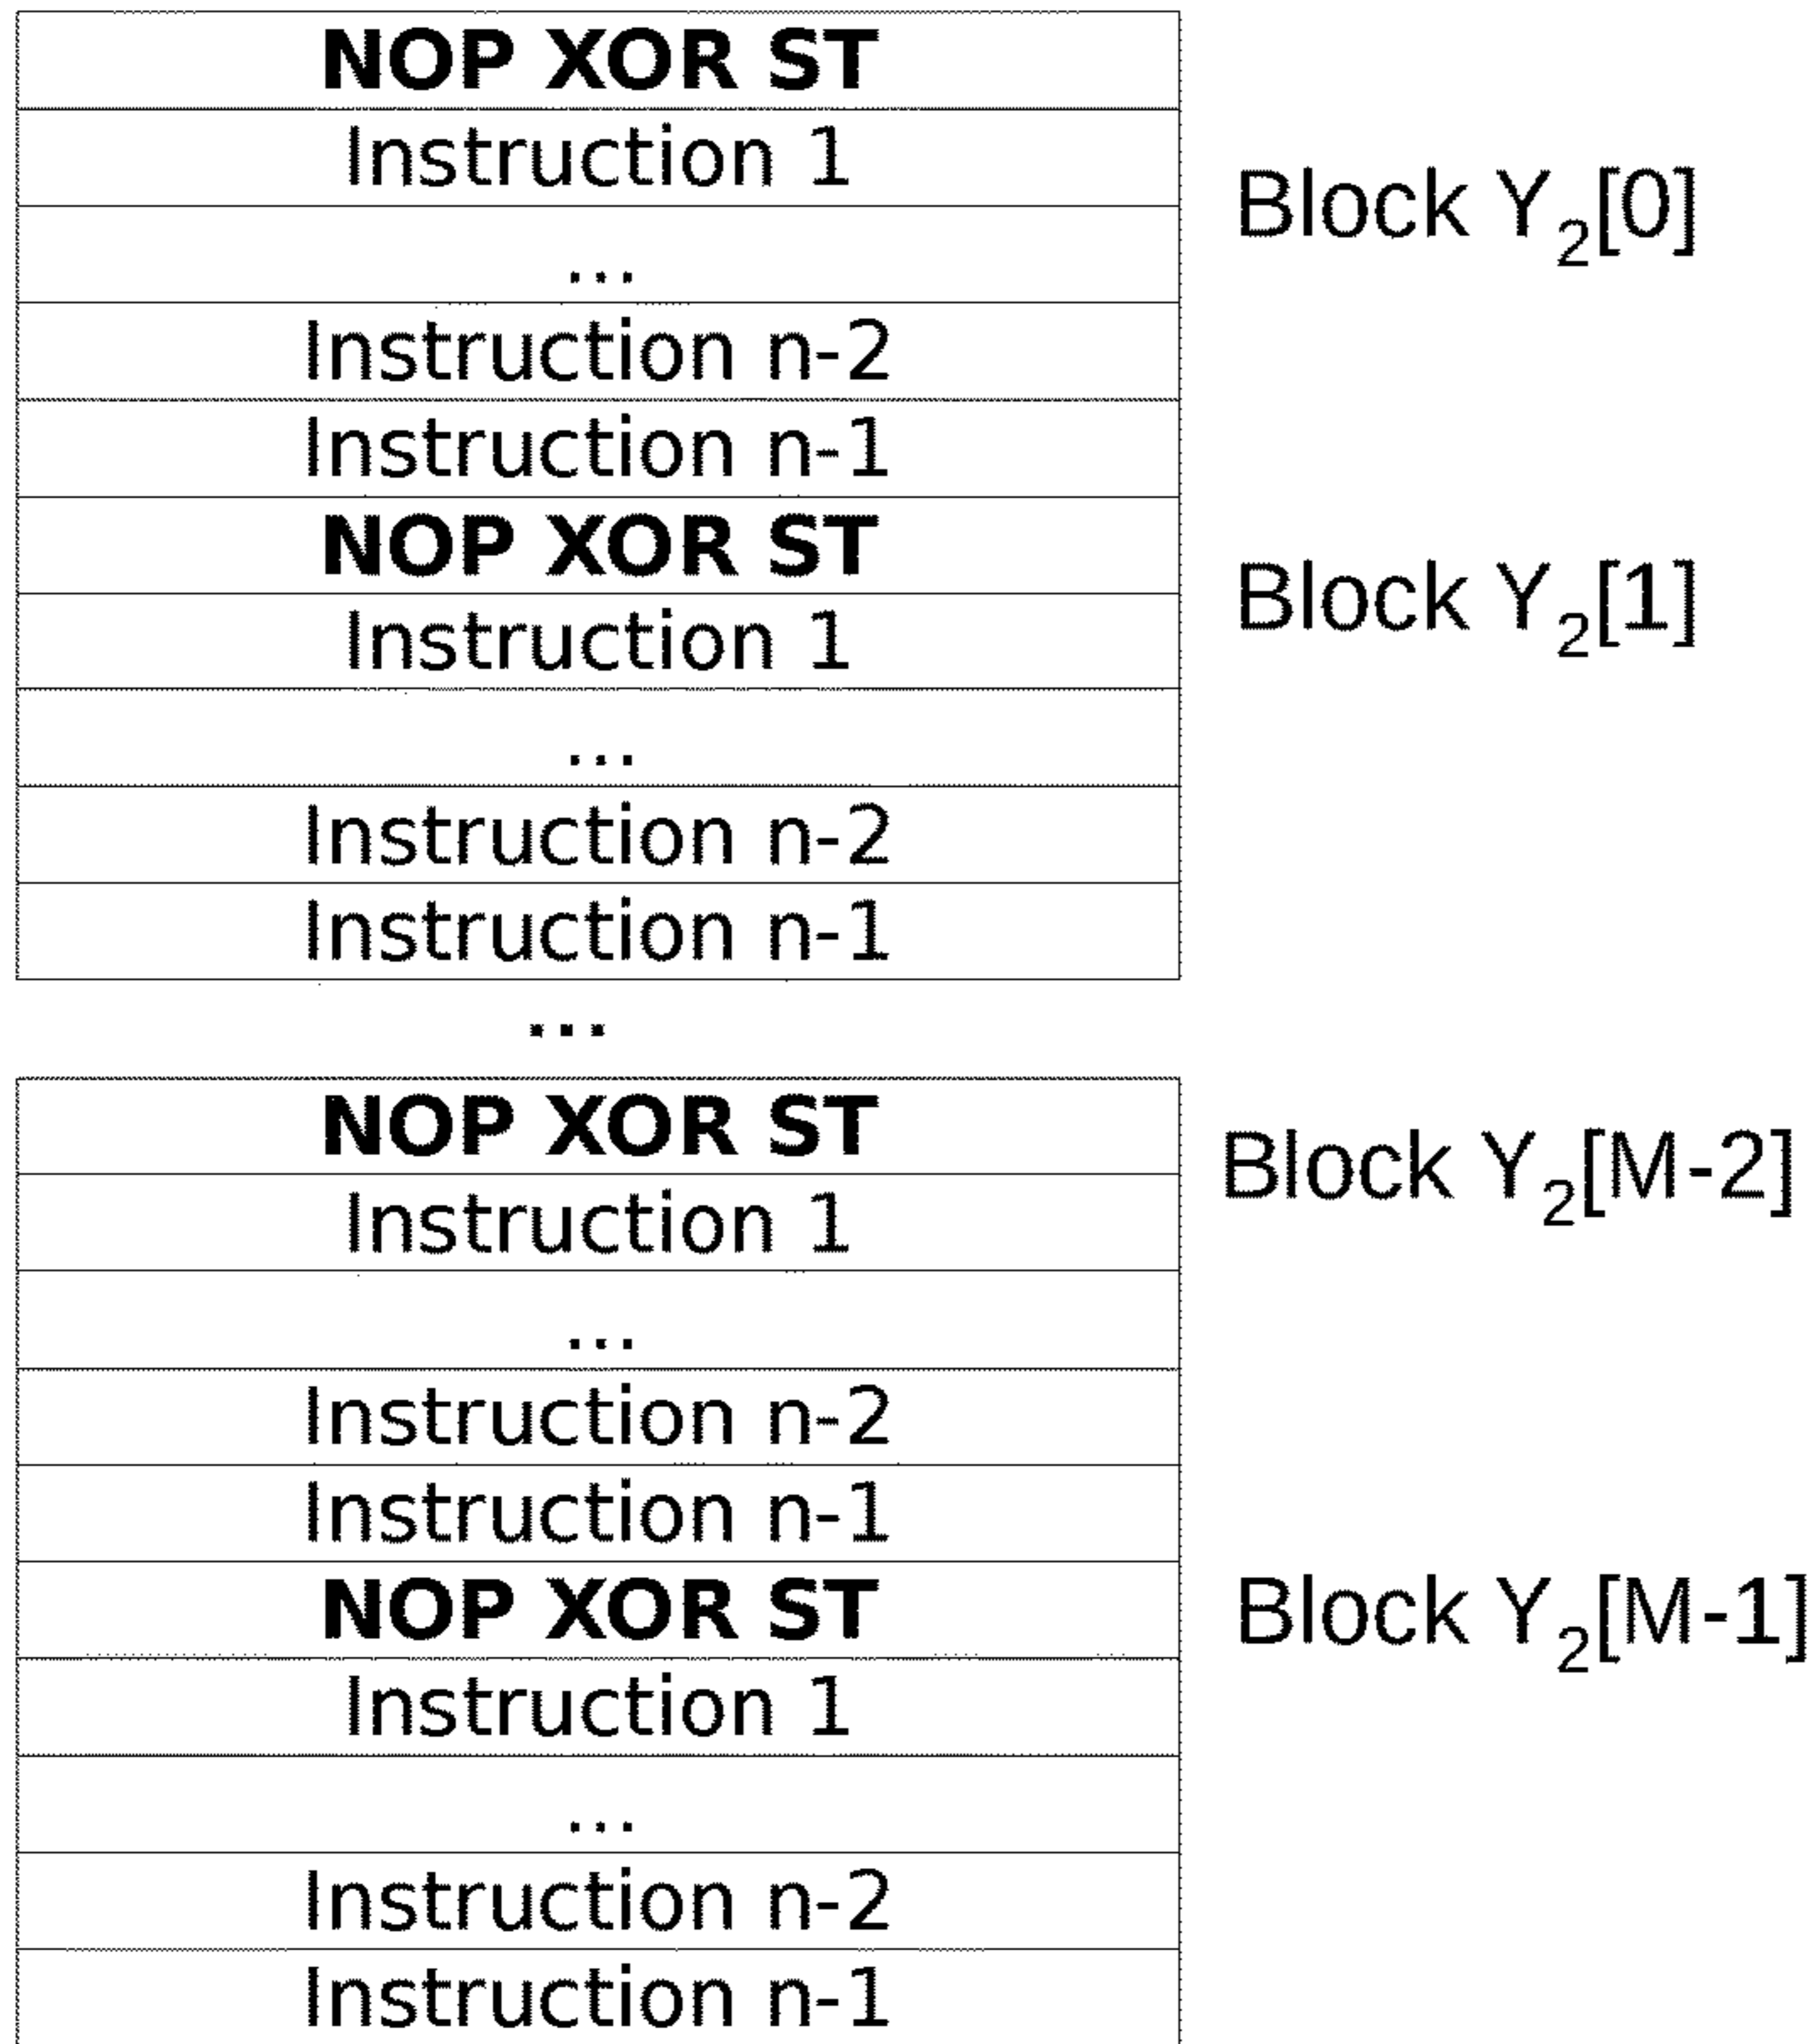 NOP XOR ST
Instruction 1
Block Y₂[0]
...
Instruction n-2
Instruction n-1
NOP XOR ST
Block Y₂[1]
Instruction 1
...
Instruction n-2
Instruction n-1
...
NOP XOR ST
Block Y₂[M-2]
Instruction 1
...
Instruction n-2
Instruction n-1
NOP XOR ST
Block Y₂[M-1]
Instruction 1
...
Instruction n-2
Instruction n-1